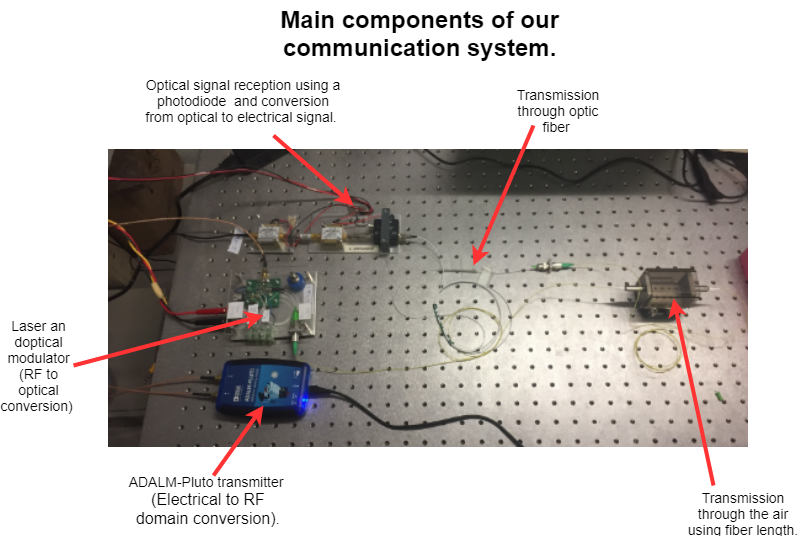 Main components of our
communication system.
Optical signal reception using a
photodiode and conversion
from optical to electrical signal.
Transmission
through optic
fiber
Laser an
doptical
modulator
(RF to
optical
conversion)
ADALM-PLUTO
ADALM-Pluto transmitter
(Electrical to RF
domain conversion).
Transmission
through the air
using fiber length.